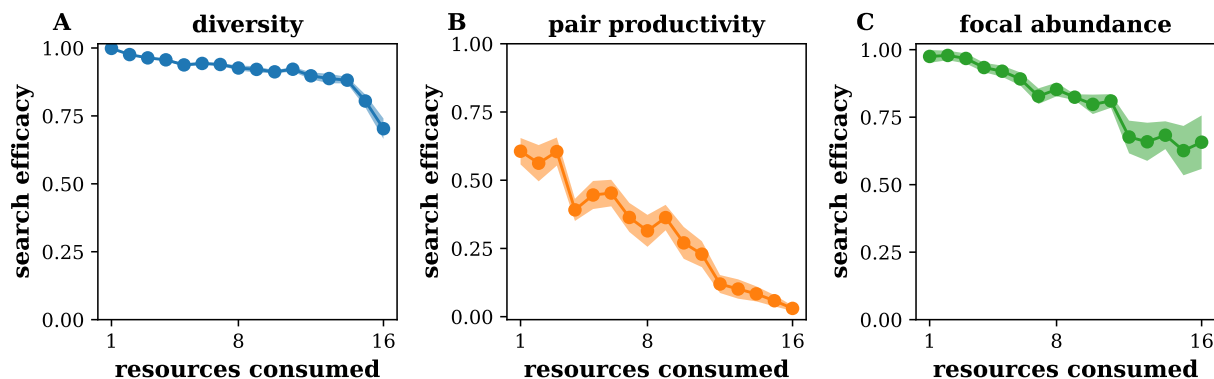 A
diversity
search efficacy
1.00
0.75
0.50
0.25
0.00
1
8
16
resources consumed
B
pair productivity
search efficacy
1.00
0.75
0.50
0.25
0.00
1
8
16
resources consumed
C
focal abundance
search efficacy
1.00
0.75
0.50
0.25
0.00
1
8
16
resources consumed